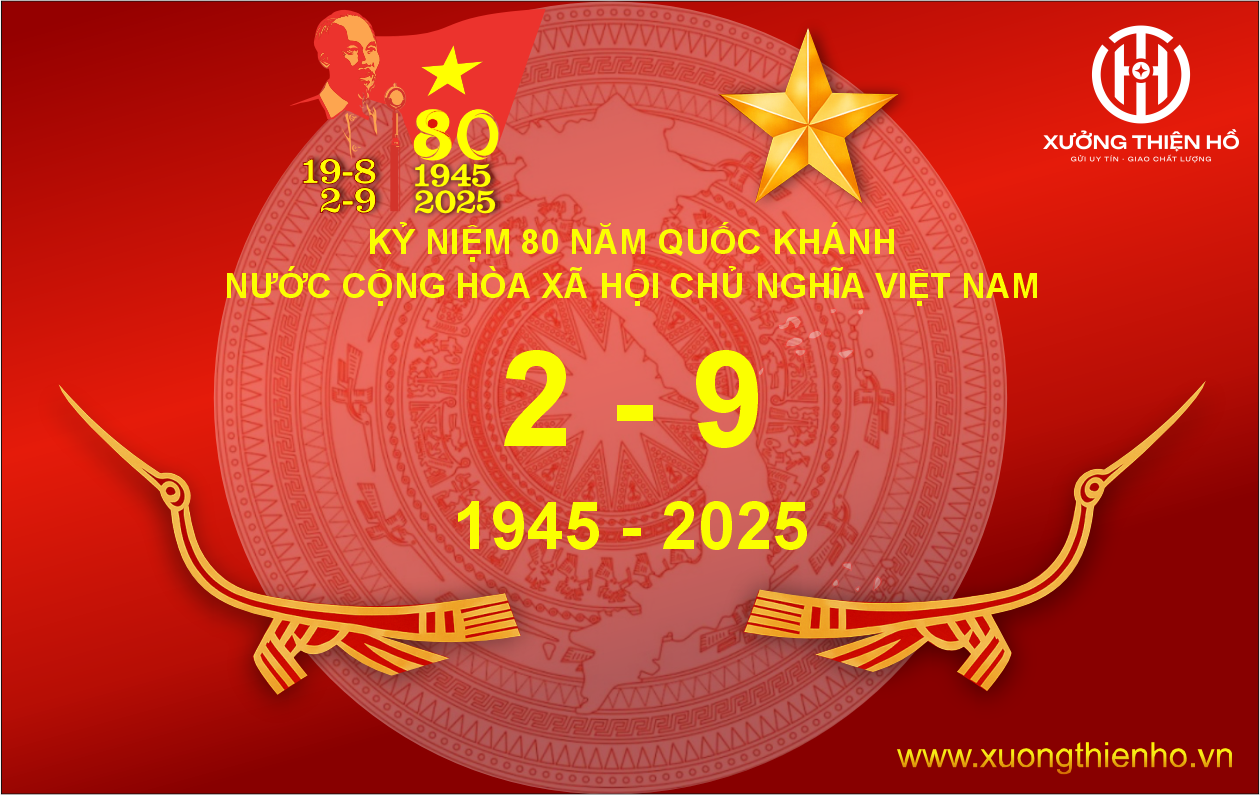 80
19-8
1945
2-9
2025
XƯỞNG THIỆN HỒ
GỬI UY TÍN - GIAO CHẤT LƯỢNG
KỶ NIỆM 80 NĂM QUỐC KHÁNH
NƯỚC CỘNG HÒA XÃ HỘI CHỦ NGHĨA VIỆT NAM
2 - 9
1945 - 2025
www.xuongthienho.vn